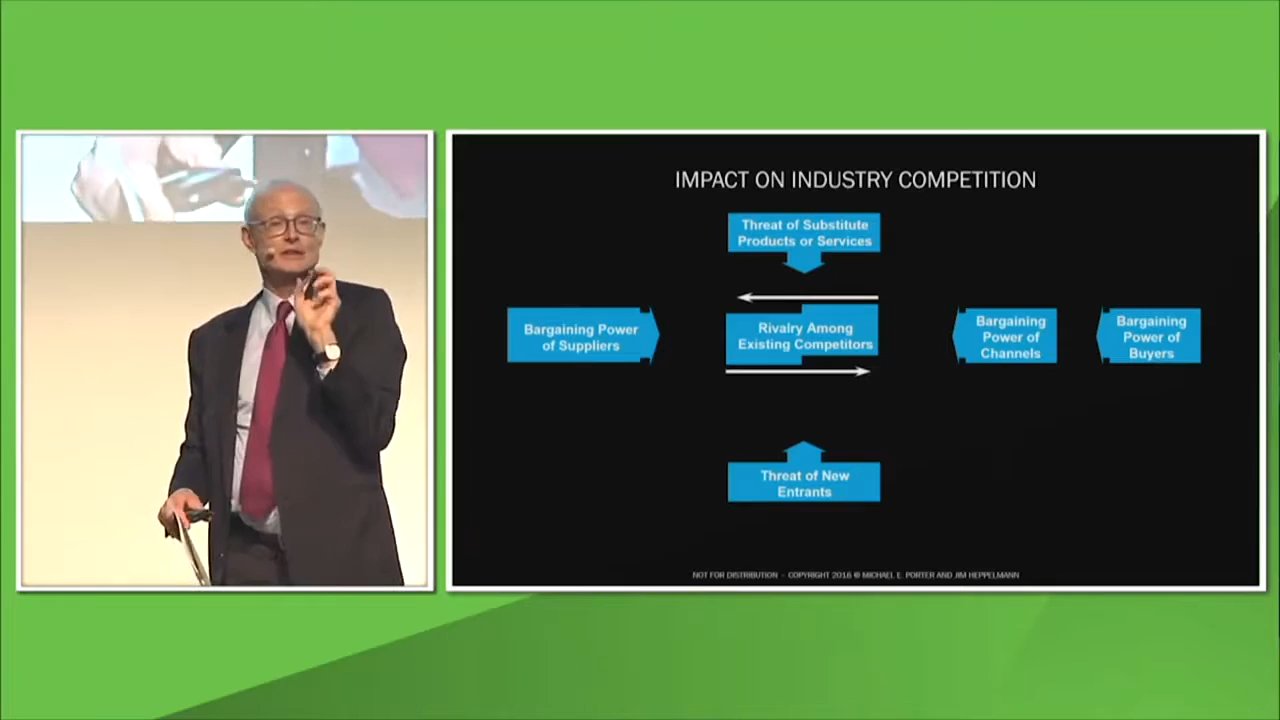 IMPACT ON INDUSTRY COMPETITION
Threat of Substitute
Products or Services
Bargaining Power
of Suppliers
Rivalry Among
Existing Competitors
Bargaining
Power of
Channels
Bargaining
Power of
Buyers
Threat of New
Entrants
NOT FOR DISTRIBUTION – COPYRIGHT 2016 © MICHAEL E. PORTER AND JIM HEPPELMANN